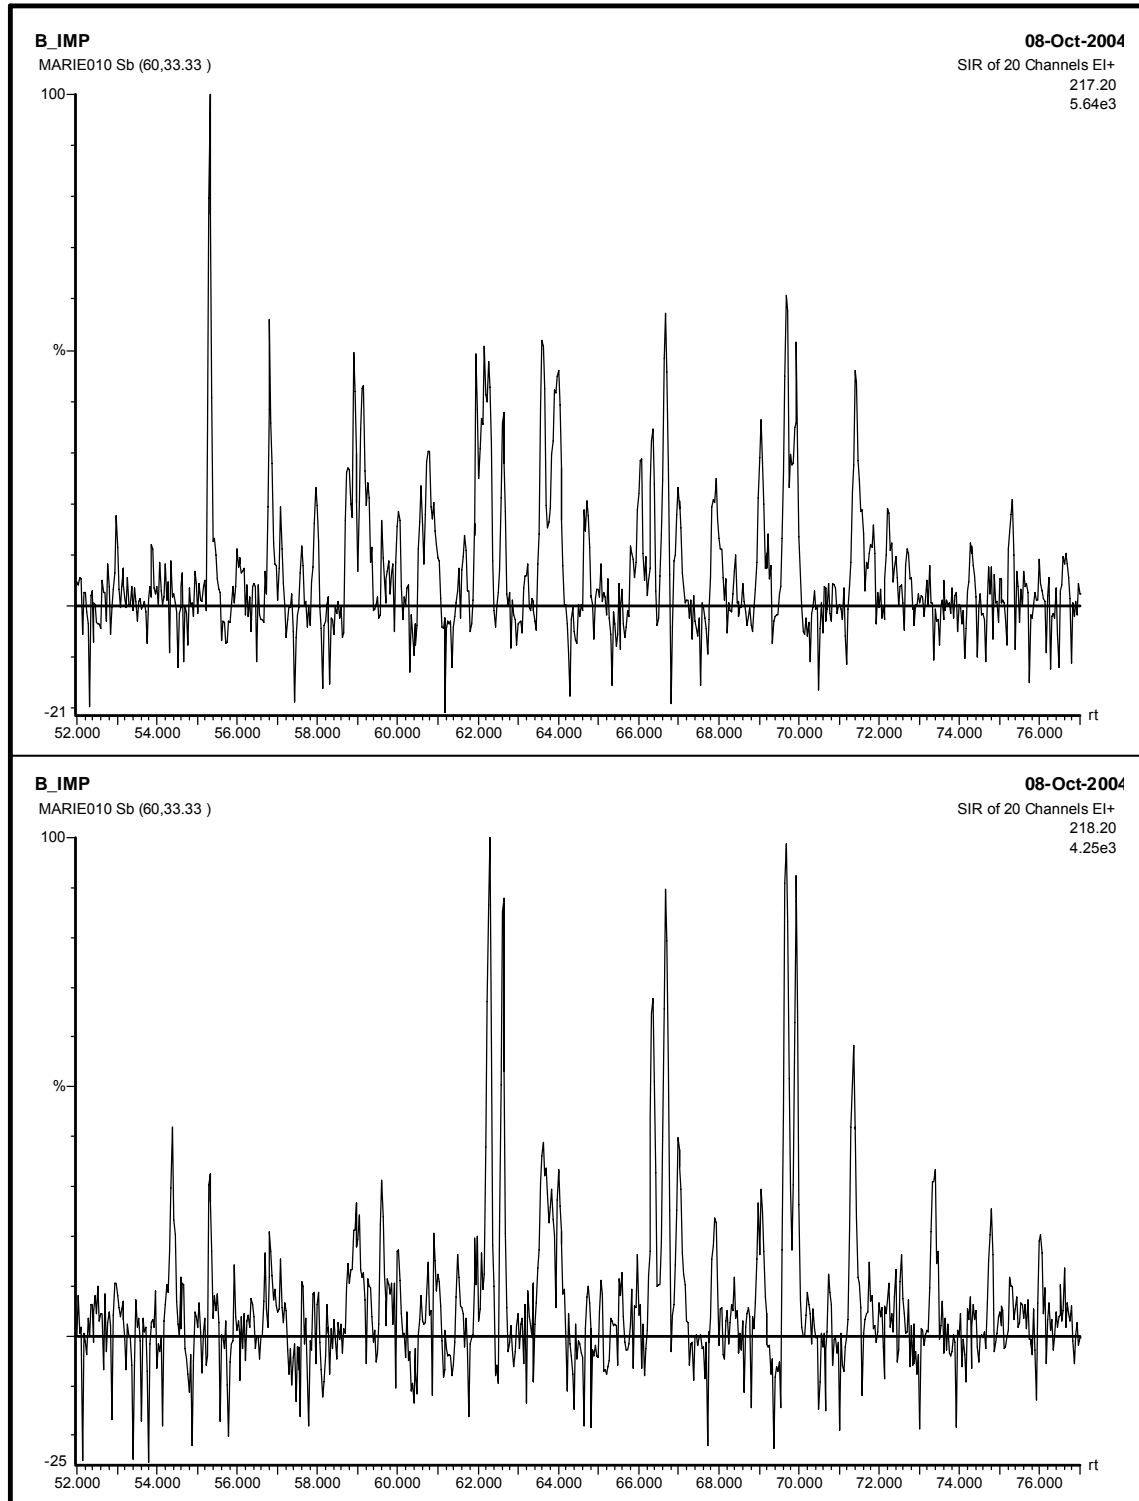 B_IMP 08-Oct-2004
MARIE010 Sb (60,33.33 ) SIR of 20 Channels EI+
217.20
5.64e3
100
%
-21
rt
52.000 54.000 56.000 58.000 60.000 62.000 64.000 66.000 68.000 70.000 72.000 74.000 76.000
B_IMP 08-Oct-2004
MARIE010 Sb (60,33.33 ) SIR of 20 Channels EI+
218.20
4.25e3
100
%
-25
rt
52.000 54.000 56.000 58.000 60.000 62.000 64.000 66.000 68.000 70.000 72.000 74.000 76.000